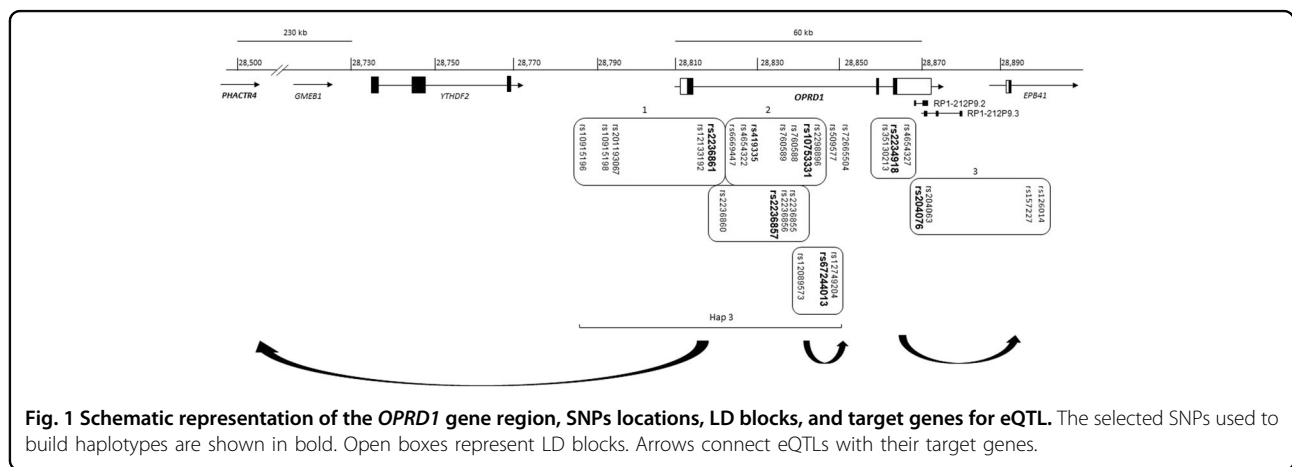 230 kb
60 kb
28,500
28,730
28,750
28,770
28,790
28,810
28,830
28,850
28,870
28,890
PHACTR4
GMEB1
YTHDF2
OPRD1
EPB41
RP1-212P9.2
RP1-212P9.3
1
2
rs10915196
rs10915198
rs201193067
rs12133192
rs2236861
rs6669447
rs4654322
rs419335
rs760589
rs760588
rs10753331
rs2298896
rs509577
rs72665504
rs35130213
rs2234918
rs4654327
3
rs2236860
rs2236857
rs2236856
rs2236855
rs204076
rs204063
rs157227
rs126014
rs12089573
rs67244013
rs12749204
Hap 3
Fig. 1 Schematic representation of the OPRD1 gene region, SNPs locations, LD blocks, and target genes for eQTL. The selected SNPs used to
build haplotypes are shown in bold. Open boxes represent LD blocks. Arrows connect eQTLs with their target genes.